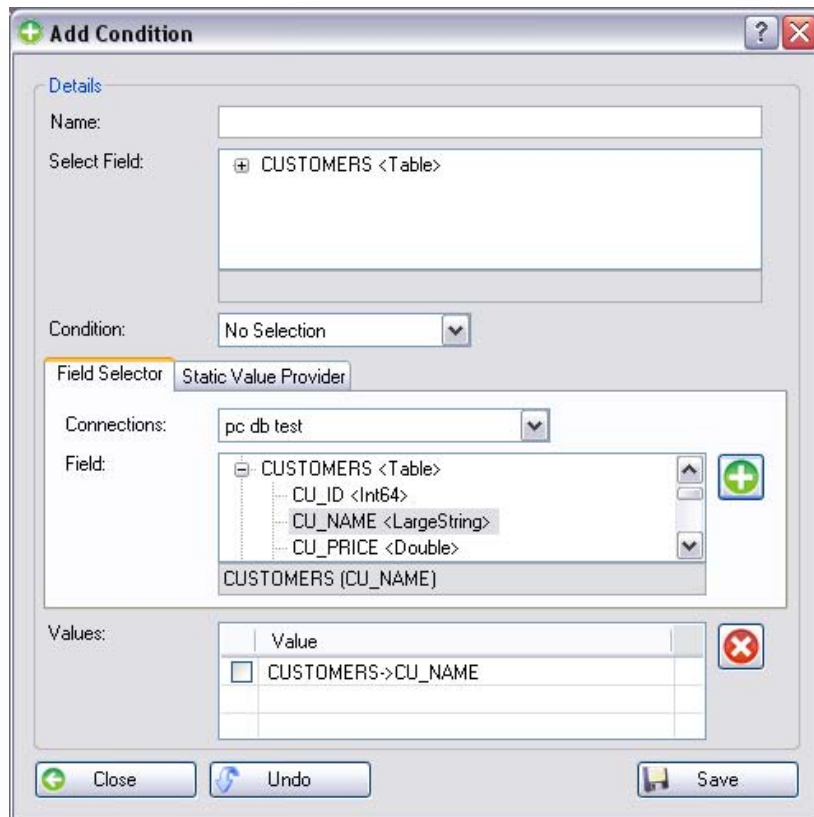 Add Condition
Details
Name:
Select Field:
CUSTOMERS <Table>
Condition:
No Selection
Field Selector
Static Value Provider
Connections:
pc db test
Field:
CUSTOMERS <Table>
CU_ID <Int64>
CU_NAME <LargeString>
CU_PRICE <Double>
CUSTOMERS (CU_NAME)
Values:
Value
CUSTOMERS->CU_NAME
Close
Undo
Save